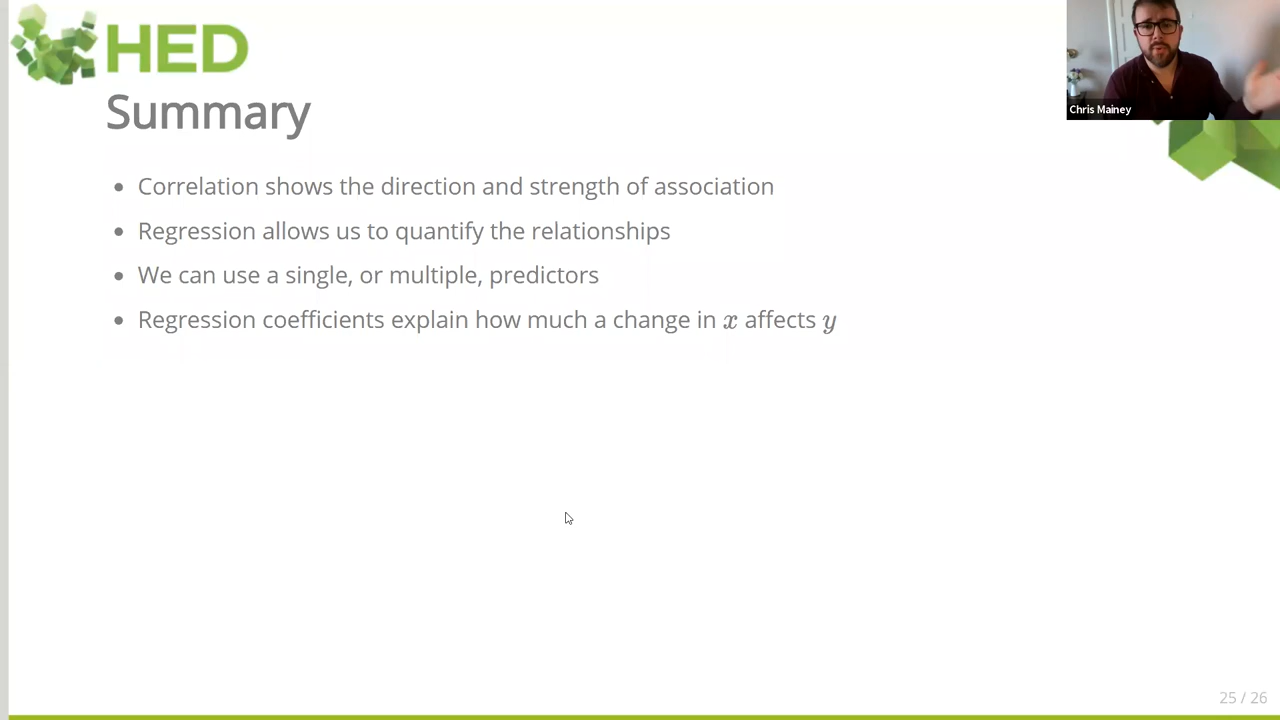 HED
Chris Mainey
Summary
Correlation shows the direction and strength of association
Regression allows us to quantify the relationships
We can use a single, or multiple, predictors
Regression coefficients explain how much a change in x affects y
25 / 26